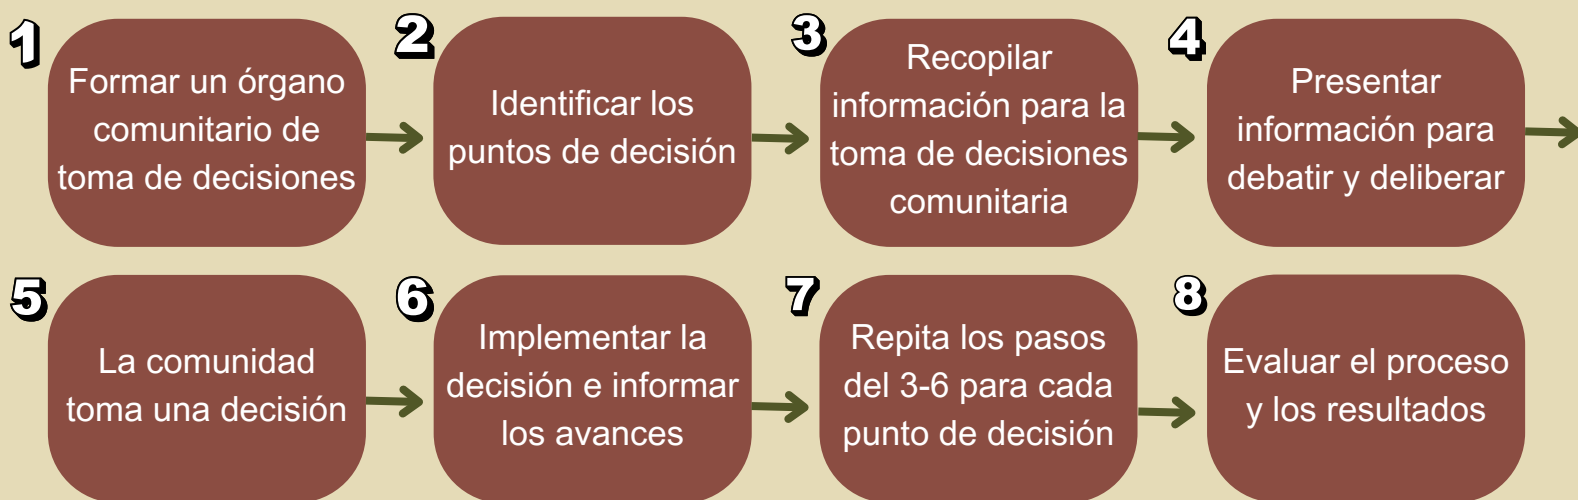 1
Formar un órgano
comunitario de
toma de decisiones
2
Identificar los
puntos de decisión
3
Recopilar
información para la
toma de decisiones
comunitaria
4
Presentar
información para
debatir y deliberar
5
La comunidad
toma una decisión
6
Implementar la
decisión e informar
los avances
7
Repita los pasos
del 3-6 para cada
punto de decisión
8
Evaluar el proceso
y los resultados